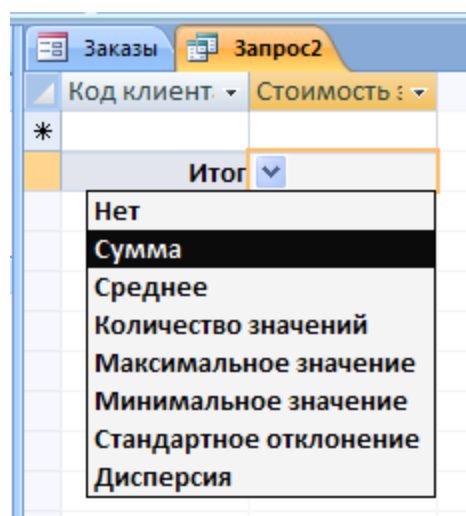 Заказы Запрос2
Код клиент Стоимость
*
Итог
Нет
Сумма
Среднее
Количество значений
Максимальное значение
Минимальное значение
Стандартное отклонение
Дисперсия